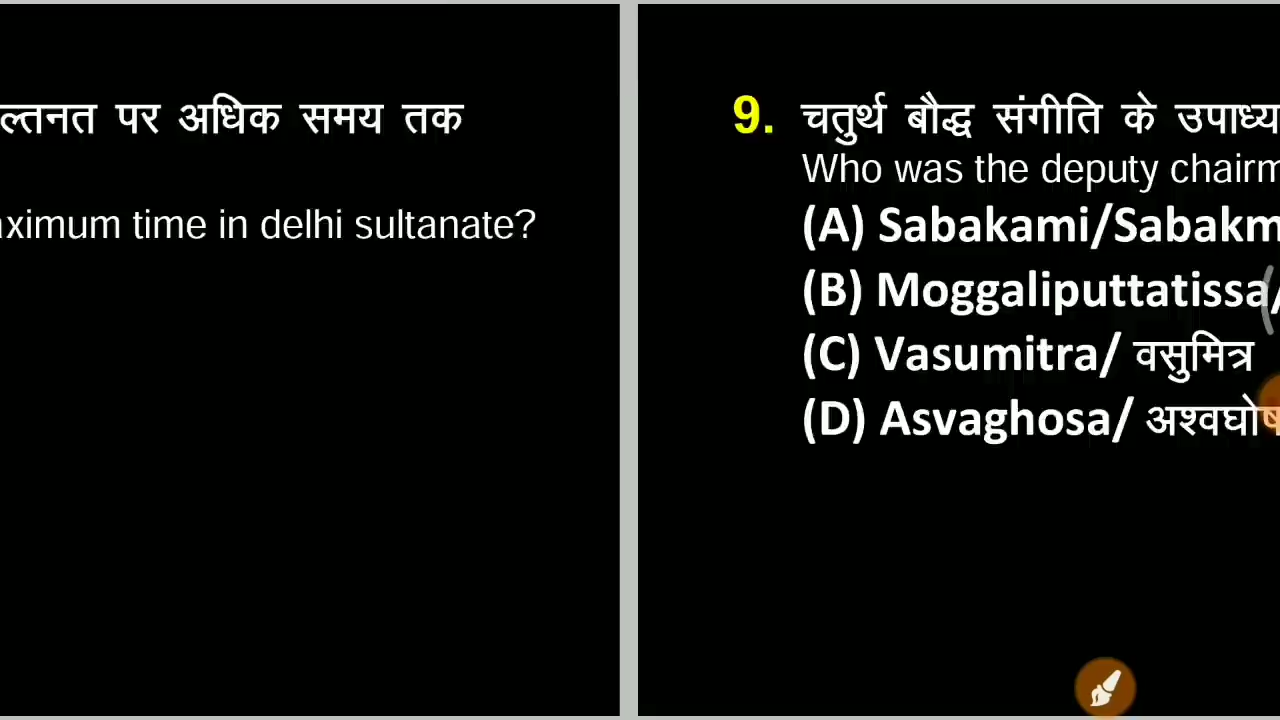 ल्तनत पर अधिक समय तक
aximum time in delhi sultanate?
9. चतुर्थ बौद्ध संगीति के उपाध्य
Who was the deputy chairm
(A) Sabakami/Sabakm
(B) Moggaliputtatissa/
(C) Vasumitra/ वसुमित्र
(D) Asvaghosa/ अश्वघोष